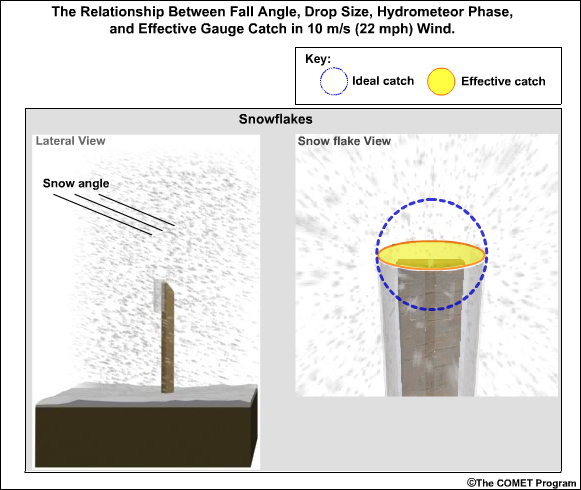 The Relationship Between Fall Angle, Drop Size, Hydrometeor Phase,
and Effective Gauge Catch in 10 m/s (22 mph) Wind.
Key:
Ideal catch
Effective catch
Snowflakes
Lateral View
Snow angle
Snow flake View
©The COMET Program